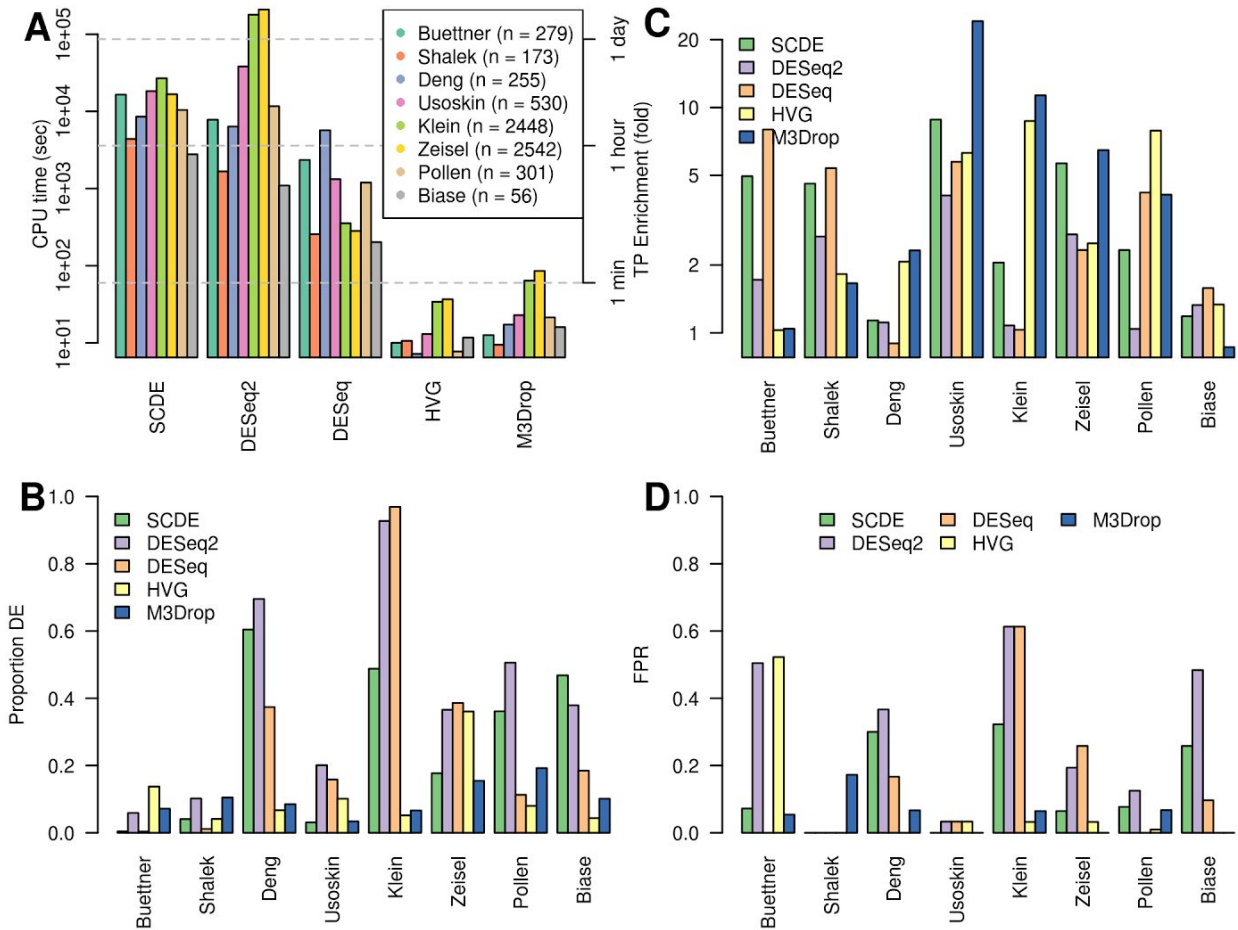 A
CPU time (sec)
1e+05
1e+04
1e+03
1e+02
1e+01
1 day
1 hour
1 min
Buettner (n = 279)
Shalek (n = 173)
Deng (n = 255)
Usoskin (n = 530)
Klein (n = 2448)
Zeisel (n = 2542)
Pollen (n = 301)
Biase (n = 56)
SCDE
DESeq2
DESeq
HVG
M3Drop
C
TP Enrichment (fold)
20
10
5
2
1
SCDE
DESeq2
DESeq
HVG
M3Drop
Buettner
Shalek
Deng
Usoskin
Klein
Zeisel
Pollen
Biase
B
Proportion DE
1.0
0.8
0.6
0.4
0.2
0.0
SCDE
DESeq2
DESeq
HVG
M3Drop
Buettner
Shalek
Deng
Usoskin
Klein
Zeisel
Pollen
Biase
D
FPR
1.0
0.8
0.6
0.4
0.2
0.0
SCDE DESeq M3Drop
DESeq2 HVG
Buettner
Shalek
Deng
Usoskin
Klein
Zeisel
Pollen
Biase